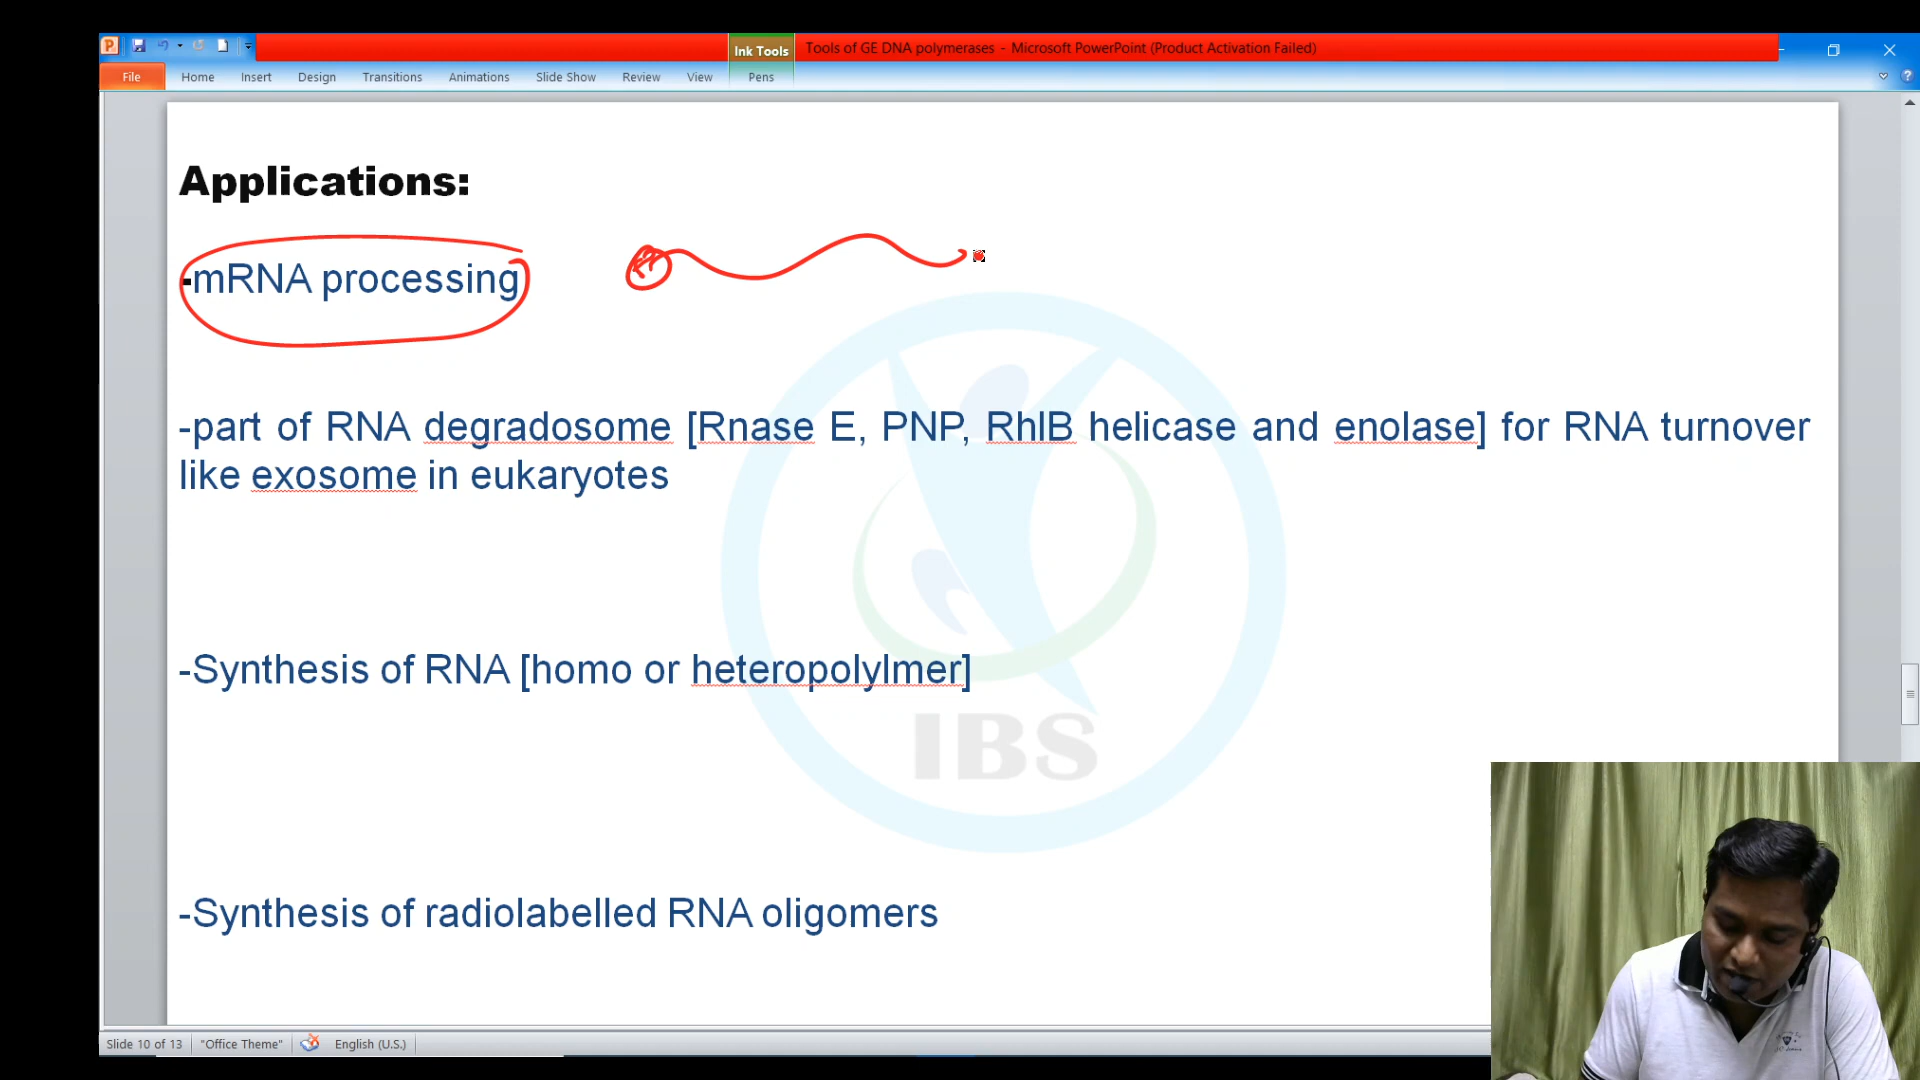 Ink Tools
Tools of GE DNA polymerases - Microsoft PowerPoint (Product Activation Failed)
File Home Insert Design Transitions Animations Slide Show Review View Pens
Applications:
-mRNA processing
-part of RNA degradosome [Rnase E, PNP, RhlB helicase and enolase] for RNA turnover
like exosome in eukaryotes
-Synthesis of RNA [homo or heteropolylmer]
IBS
-Synthesis of radiolabelled RNA oligomers
Slide 10 of 13 "Office Theme" English (U.S.)